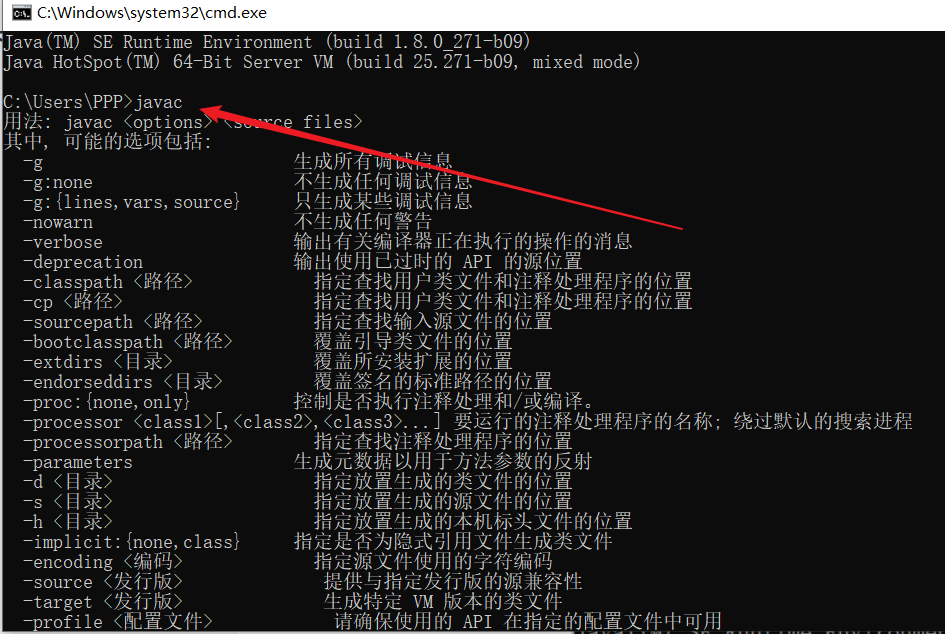 C:\Windows\system32\cmd.exe
Java(TM) SE Runtime Environment (build 1.8.0_271-b09)
Java HotSpot(TM) 64-Bit Server VM (build 25.271-b09, mixed mode)
C:\Users\PPP>javac
用法: javac <options> <source files>
其中, 可能的选项包括:
-g 生成所有调试信息
-g:none 不生成任何调试信息
-g:{lines,vars,source} 只生成某些调试信息
-nowarn 不生成任何警告
-verbose 输出有关编译器正在执行的操作的消息
-deprecation 输出使用已过时的 API 的源位置
-classpath <路径> 指定查找用户类文件和注释处理程序的位置
-cp <路径> 指定查找用户类文件和注释处理程序的位置
-sourcepath <路径> 指定查找输入源文件的位置
-bootclasspath <路径> 覆盖引导类文件的位置
-extdirs <目录> 覆盖所安装扩展的位置
-endorseddirs <目录> 覆盖签名的标准路径的位置
-proc:{none,only} 控制是否执行注释处理和/或编译。
-processor <class1>[,<class2>,<class3>...] 要运行的注释处理程序的名称; 绕过默认的搜索进程
-processorpath <路径> 指定查找注释处理程序的位置
-parameters 生成元数据以用于方法参数的反射
-d <目录> 指定放置生成的类文件的位置
-s <目录> 指定放置生成的源文件的位置
-h <目录> 指定放置生成的本机标头文件的位置
-implicit:{none,class} 指定是否为隐式引用文件生成类文件
-encoding <编码> 指定源文件使用的字符编码
-source <发行版> 提供与指定发行版的源兼容性
-target <发行版> 生成特定 VM 版本的类文件
-profile <配置文件> 请确保使用的 API 在指定的配置文件中可用